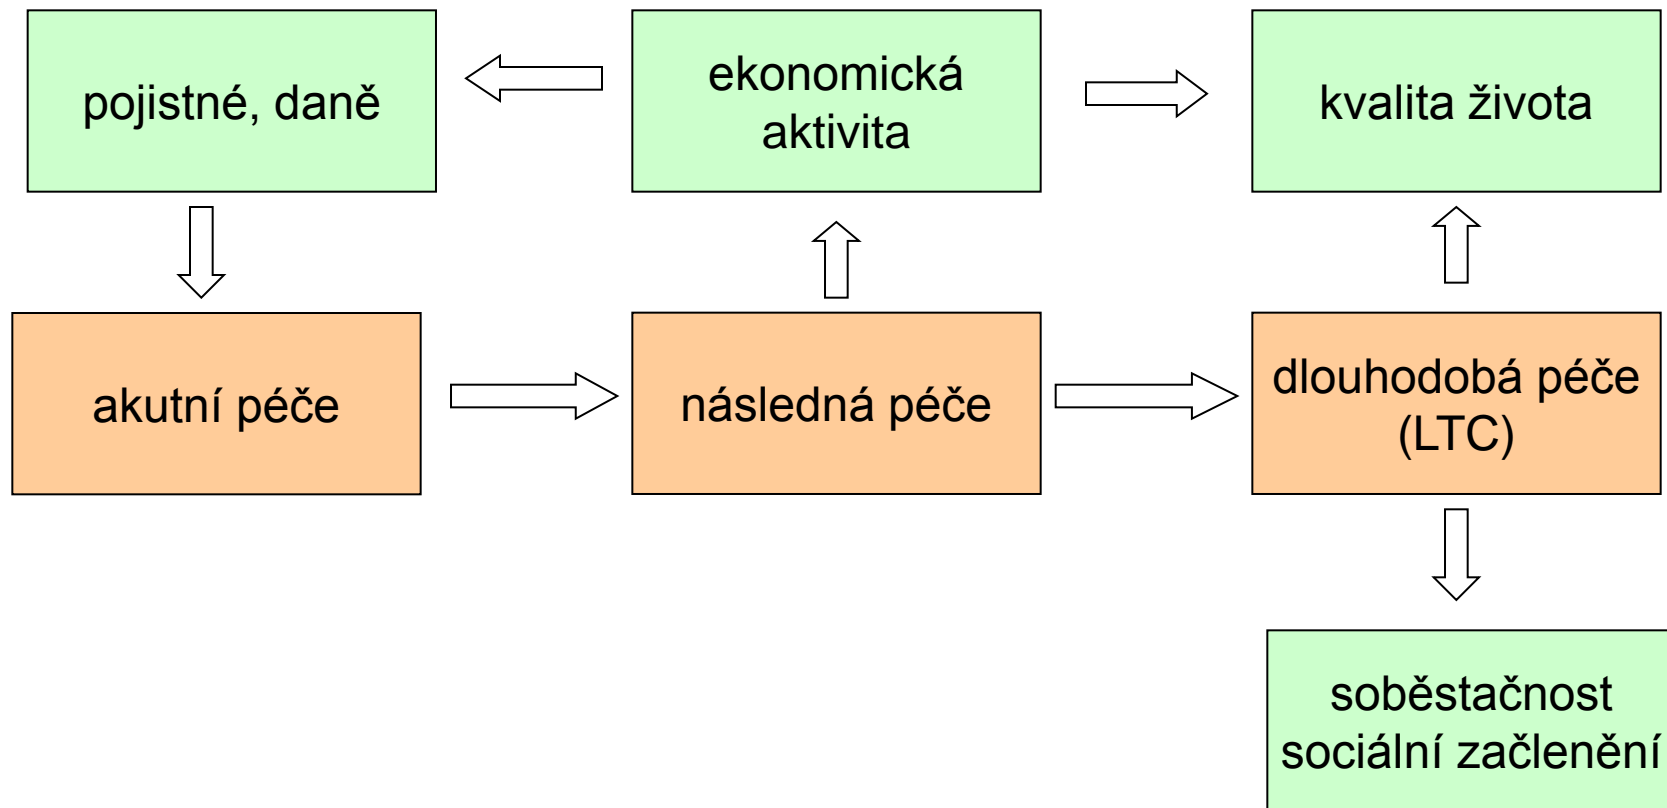 pojistné, daně
ekonomická
aktivita
kvalita života
akutní péče
následná péče
dlouhodobá péče
(LTC)
soběstačnost
sociální začlenění